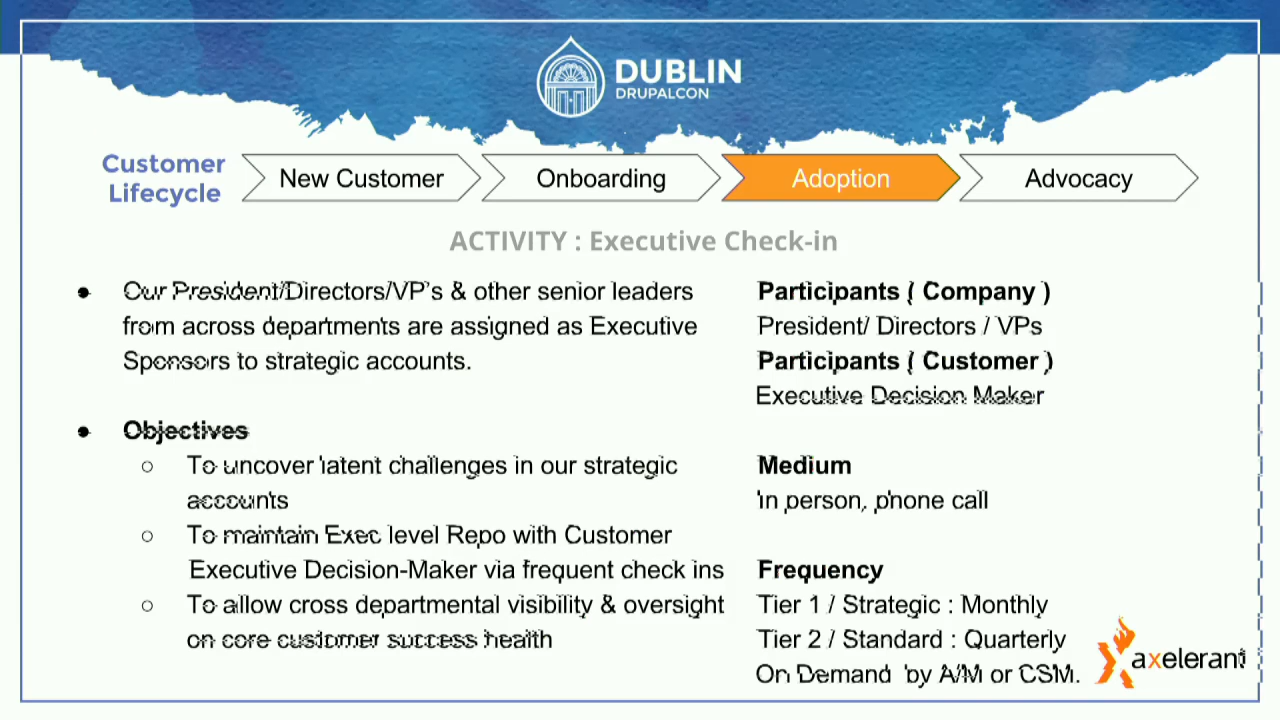 DUBLIN
DRUPALCON
Customer
Lifecycle
New Customer
Onboarding
Adoption
Advocacy
ACTIVITY : Executive Check-in
● Our President/Directors/VP's & other senior leaders
from across departments are assigned as Executive
Sponsors to strategic accounts.
● Objectives
○ To uncover latent challenges in our strategic
accounts
○ To maintain Exec level Repo with Customer
Executive Decision-Maker via frequent check ins
○ To allow cross departmental visibility & oversight
on core customer success health
Participants ( Company )
President/ Directors / VPs
Participants ( Customer )
Executive Decision Maker
Medium
In person, phone call
Frequency
Tier 1 / Strategic : Monthly
Tier 2 / Standard : Quarterly
On Demand by A/M or CSM.
axelerant